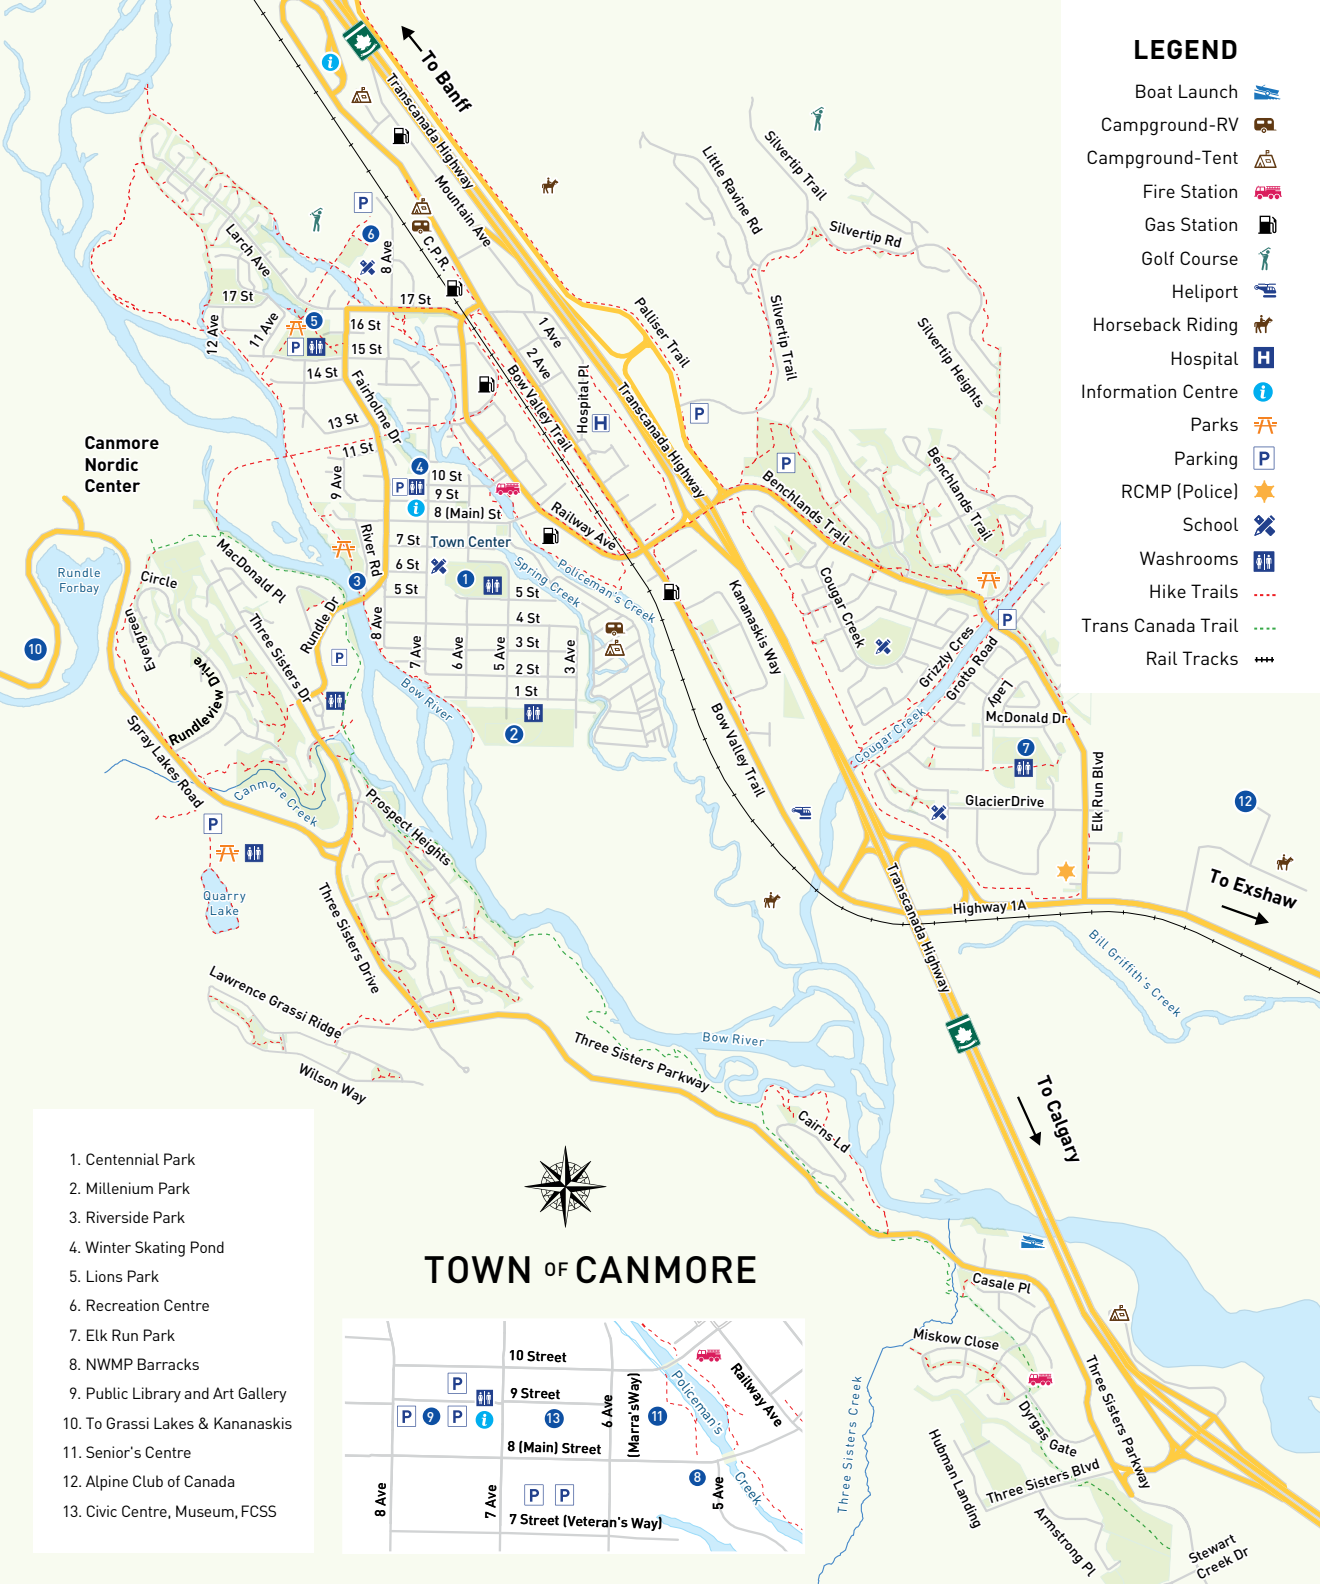 To Banff
Transcanada Highway
Mountain Ave
C.P.R.
Larch Ave
8 Ave
6
17 St
17 St
12 Ave
11 Ave
5
P
P
16 St
15 St
14 St
13 St
11 St
Fairholme Dr
9 Ave
1 Ave
2 Ave
Hospital Pl
H
Bow Valley Trail
Palliser Trail
Transcanada Highway
P
Little Ravine Rd
Silvertip Trail
Silvertip Rd
Silvertip Trail
Silvertip Heights
P
Benchlands Trail
Benchlands Trail
Canmore
Nordic
Center
4
P
10 St
9 St
8 (Main) St
i
i
7 St
Town Center
6 St
5 St
1
5 St
4 St
3 St
2 St
1 St
River Rd
3
8 Ave
7 Ave
6 Ave
5 Ave
3 Ave
2
Railway Ave
Policeman's Creek
Spring Creek
Rundle
Forbay
10
Circle
Evergreen
MacDonald Pl
Three Sisters Dr
Rundle Dr
P
Rundleview Drive
Spray Lakes Road
Canmore Creek
P
Quarry
Lake
Bow River
Prospect Heights
Three Sisters Drive
Lawrence Grassi Ridge
Wilson Way
Kananaskis Way
Bow Valley Trail
Cougar Creek
Grizzly Cres
Grotto Road
P
Lady
McDonald Dr
7
Cougar Creek
GlacierDrive
Elk Run Blvd
12
To Exshaw
Highway 1A
Transcanada Highway
Bill Griffith's Creek
Bow River
Three Sisters Parkway
Cairns Ld
To Calgary
Casale Pl
Miskow Close
Three Sisters Creek
Dyrgas Gate
Three Sisters Parkway
Hubman Landing
Three Sisters Blvd
Armstrong Pl
Stewart
Creek Dr
LEGEND
Boat Launch
Campground-RV
Campground-Tent
Fire Station
Gas Station
Golf Course
Heliport
Horseback Riding
Hospital H
Information Centre i
Parks
Parking P
RCMP (Police)
School
Washrooms
Hike Trails
Trans Canada Trail
Rail Tracks
1. Centennial Park
2. Millenium Park
3. Riverside Park
4. Winter Skating Pond
5. Lions Park
6. Recreation Centre
7. Elk Run Park
8. NWMP Barracks
9. Public Library and Art Gallery
10. To Grassi Lakes & Kananaskis
11. Senior's Centre
12. Alpine Club of Canada
13. Civic Centre, Museum, FCSS
TOWN OF CANMORE
10 Street
P
9 Street
P
9
P
i
13
6 Ave
(Marra'sWay)
11
Policeman's
Creek
Railway Ave
8 (Main) Street
8
8 Ave
7 Ave
5 Ave
P
P
7 Street (Veteran's Way)